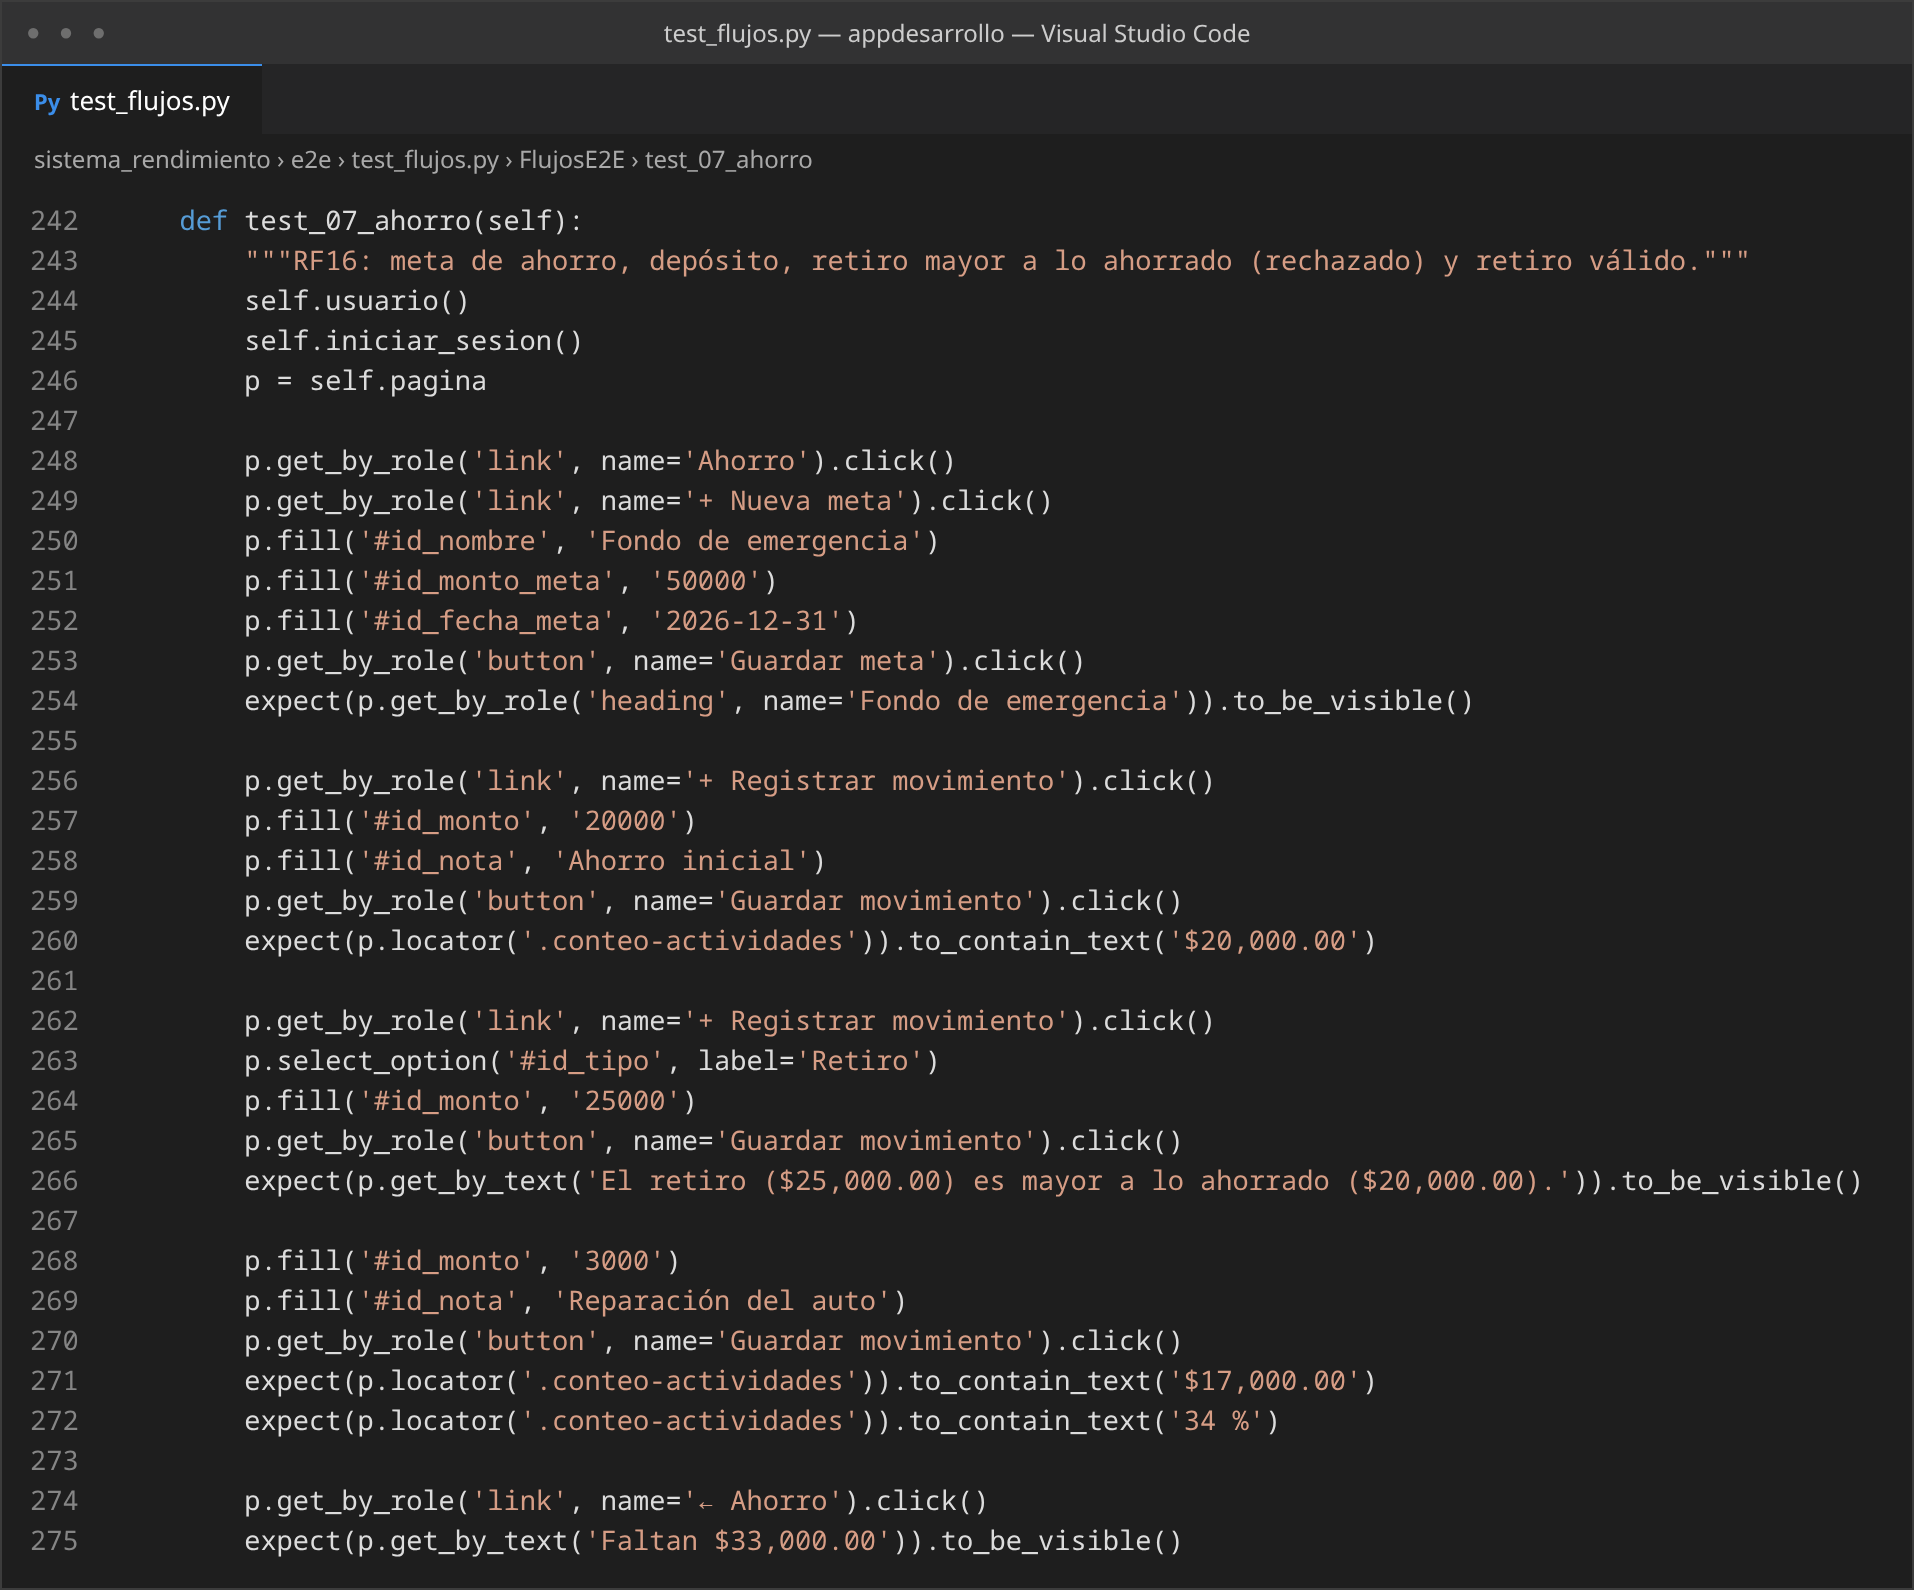 test_flujos.py — appdesarrollo — Visual Studio Code
Py test_flujos.py
sistema_rendimiento › e2e › test_flujos.py › FlujosE2E › test_07_ahorro
242     def test_07_ahorro(self):
243         """RF16: meta de ahorro, depósito, retiro mayor a lo ahorrado (rechazado) y retiro válido."""
244         self.usuario()
245         self.iniciar_sesion()
246         p = self.pagina
247
248         p.get_by_role('link', name='Ahorro').click()
249         p.get_by_role('link', name='+ Nueva meta').click()
250         p.fill('#id_nombre', 'Fondo de emergencia')
251         p.fill('#id_monto_meta', '50000')
252         p.fill('#id_fecha_meta', '2026-12-31')
253         p.get_by_role('button', name='Guardar meta').click()
254         expect(p.get_by_role('heading', name='Fondo de emergencia')).to_be_visible()
255
256         p.get_by_role('link', name='+ Registrar movimiento').click()
257         p.fill('#id_monto', '20000')
258         p.fill('#id_nota', 'Ahorro inicial')
259         p.get_by_role('button', name='Guardar movimiento').click()
260         expect(p.locator('.conteo-actividades')).to_contain_text('$20,000.00')
261
262         p.get_by_role('link', name='+ Registrar movimiento').click()
263         p.select_option('#id_tipo', label='Retiro')
264         p.fill('#id_monto', '25000')
265         p.get_by_role('button', name='Guardar movimiento').click()
266         expect(p.get_by_text('El retiro ($25,000.00) es mayor a lo ahorrado ($20,000.00).')).to_be_visible()
267
268         p.fill('#id_monto', '3000')
269         p.fill('#id_nota', 'Reparación del auto')
270         p.get_by_role('button', name='Guardar movimiento').click()
271         expect(p.locator('.conteo-actividades')).to_contain_text('$17,000.00')
272         expect(p.locator('.conteo-actividades')).to_contain_text('34 %')
273
274         p.get_by_role('link', name='← Ahorro').click()
275         expect(p.get_by_text('Faltan $33,000.00')).to_be_visible()